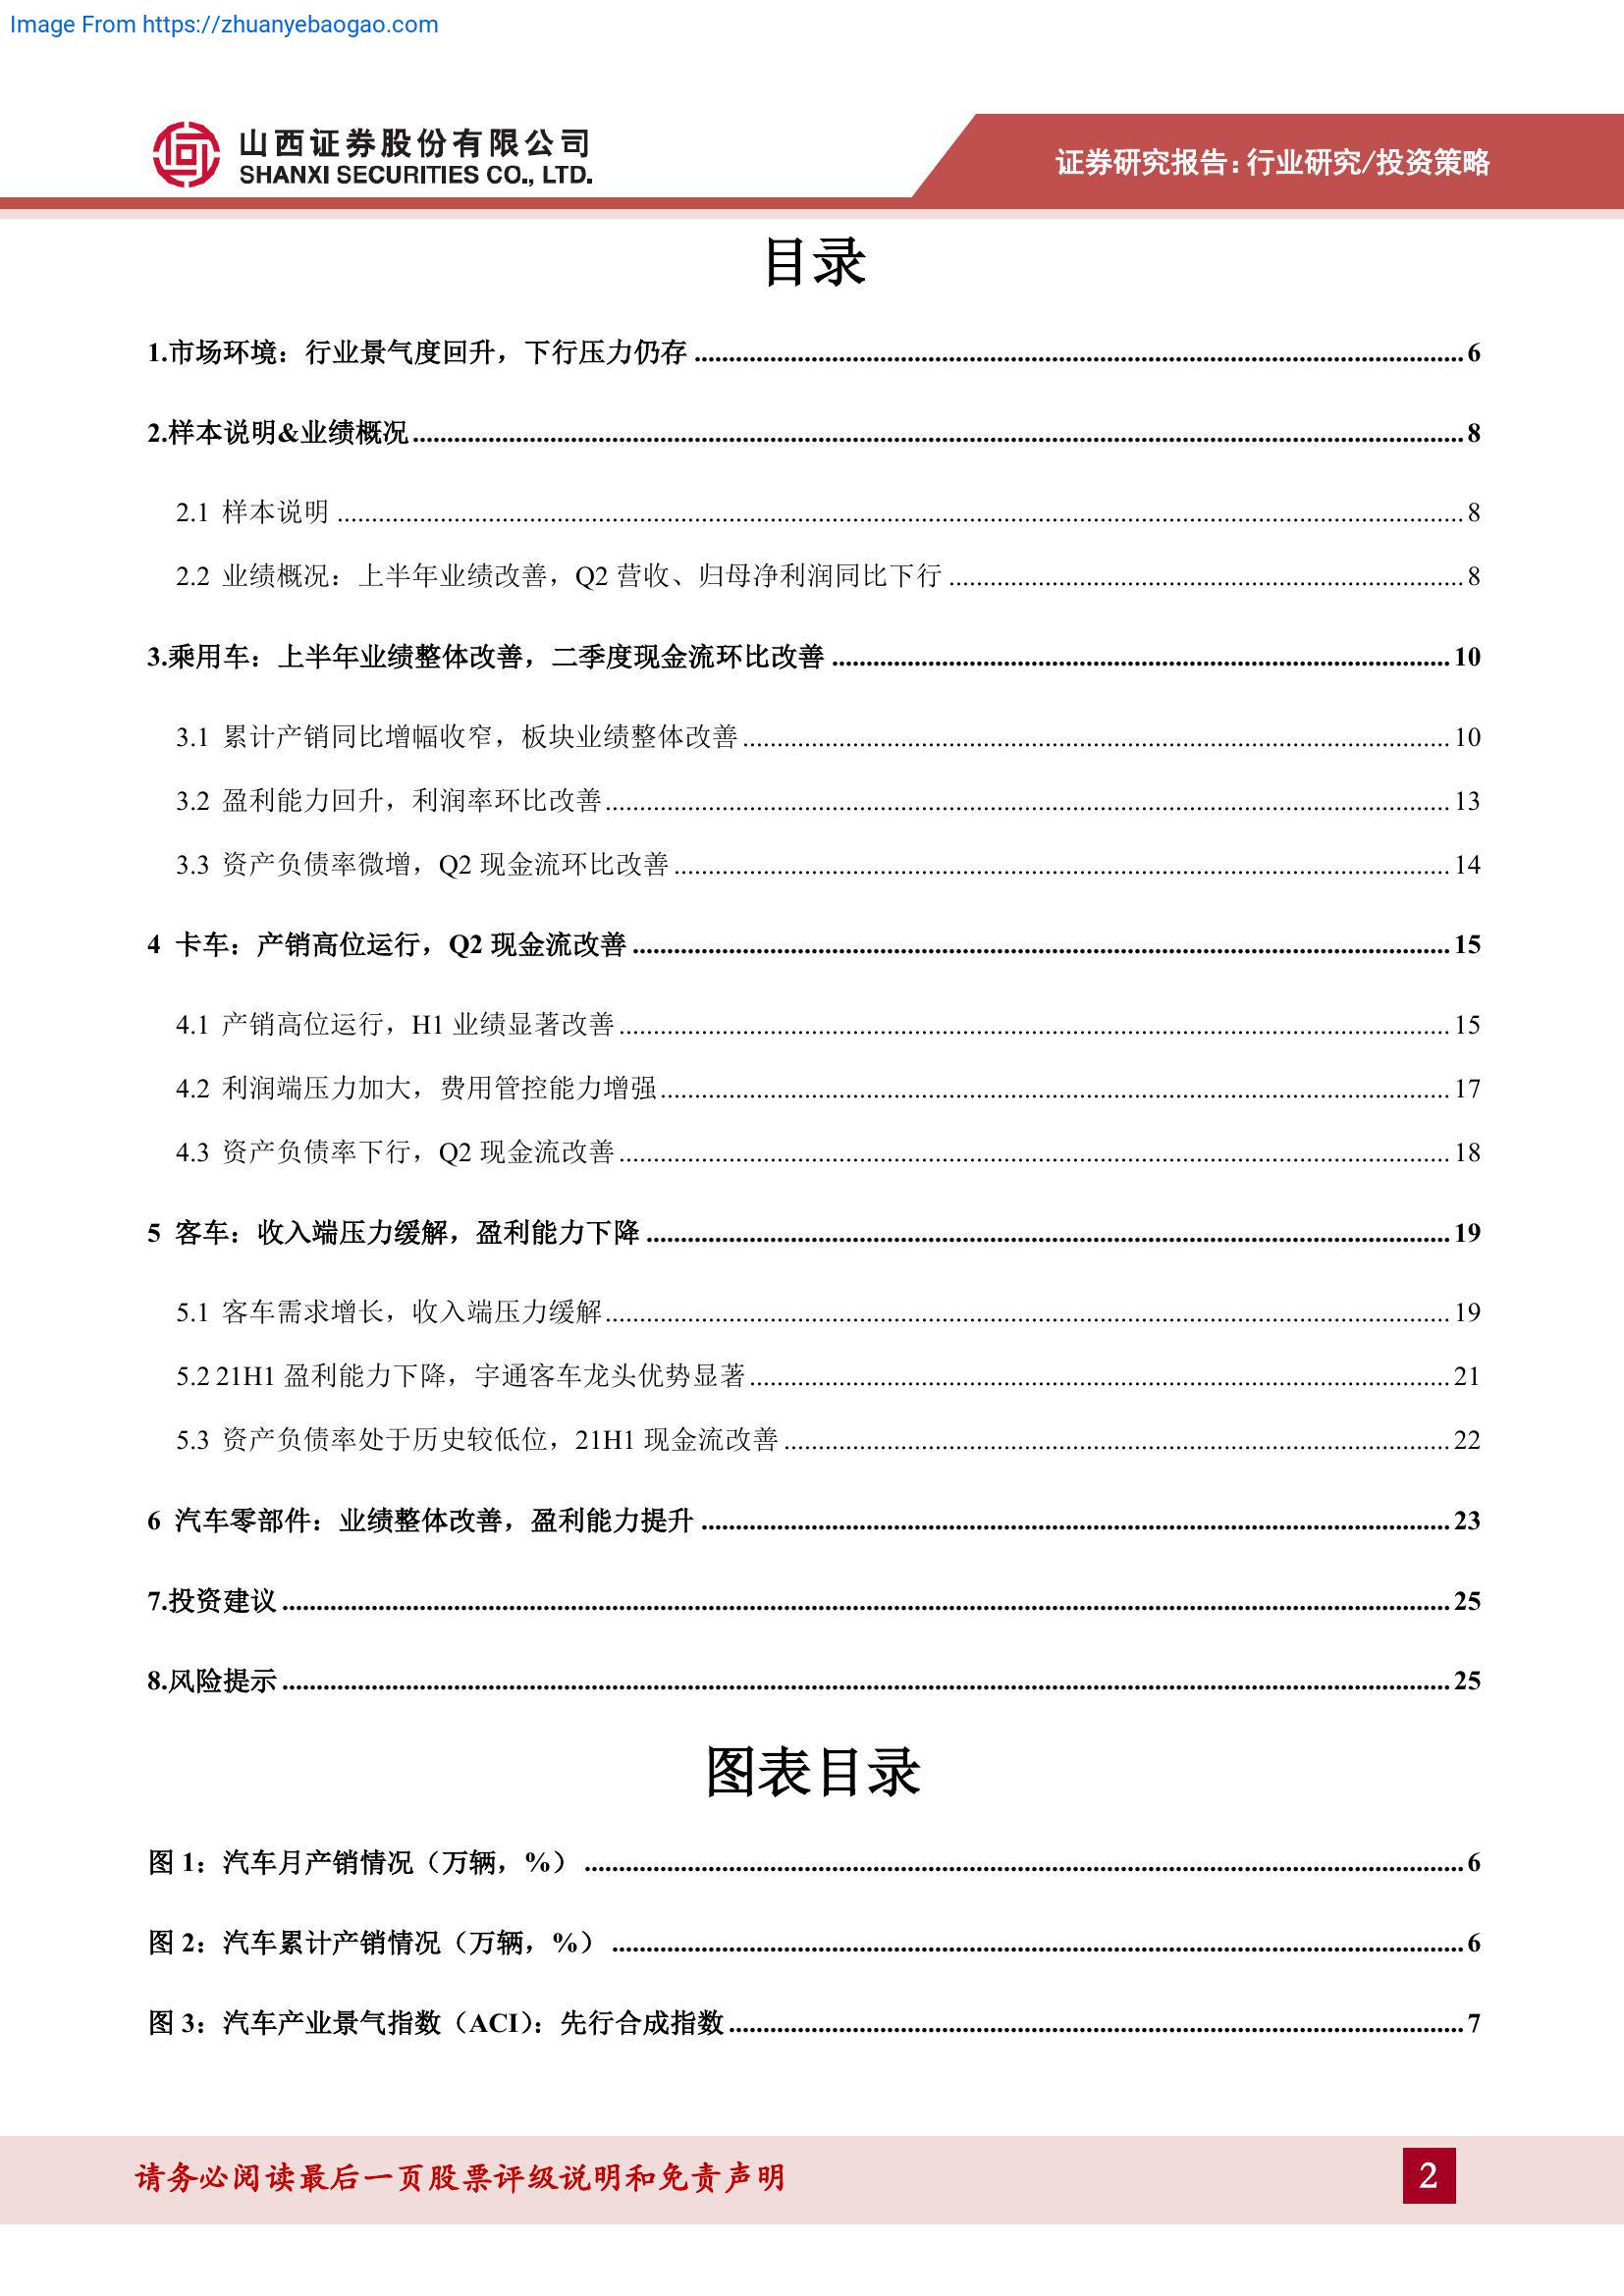 Image From https://zhuanyebaogao.com
山西证券股份有限公司
SHANXI SECURITIES CO., LTD.
证券研究报告:行业研究/投资策略
目录
1.市场环境：行业景气度回升，下行压力仍存 6
2.样本说明&业绩概况 8
2.1 样本说明 8
2.2 业绩概况：上半年业绩改善，Q2 营收、归母净利润同比下行 8
3.乘用车：上半年业绩整体改善，二季度现金流环比改善 10
3.1 累计产销同比增幅收窄，板块业绩整体改善 10
3.2 盈利能力回升，利润率环比改善 13
3.3 资产负债率微增，Q2 现金流环比改善 14
4 卡车：产销高位运行，Q2 现金流改善 15
4.1 产销高位运行，H1 业绩显著改善 15
4.2 利润端压力加大，费用管控能力增强 17
4.3 资产负债率下行，Q2 现金流改善 18
5 客车：收入端压力缓解，盈利能力下降 19
5.1 客车需求增长，收入端压力缓解 19
5.2 21H1 盈利能力下降，宇通客车龙头优势显著 21
5.3 资产负债率处于历史较低位，21H1 现金流改善 22
6 汽车零部件：业绩整体改善，盈利能力提升 23
7.投资建议 25
8.风险提示 25
图表目录
图 1：汽车月产销情况（万辆，%） 6
图 2：汽车累计产销情况（万辆，%） 6
图 3：汽车产业景气指数（ACI）：先行合成指数 7
请务必阅读最后一页股票评级说明和免责声明
2